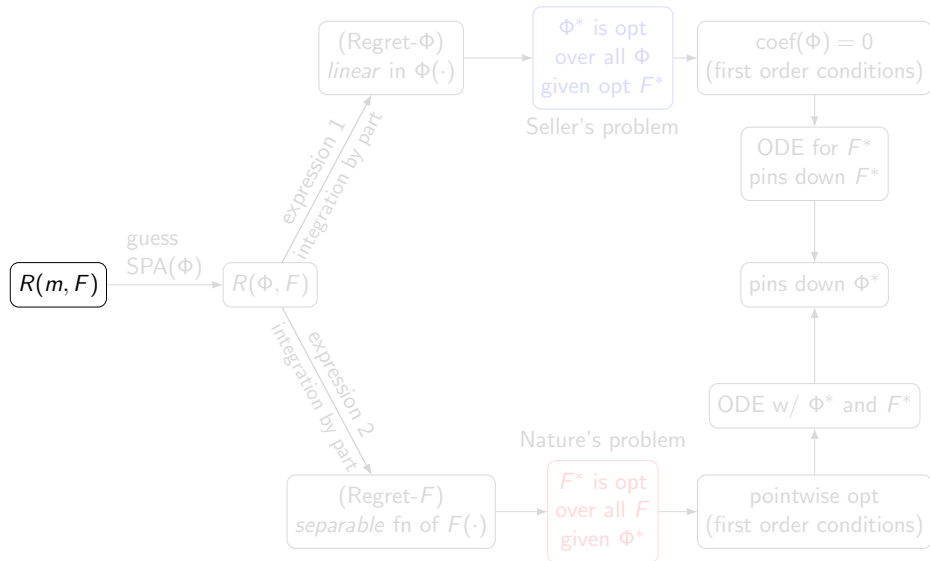 (Regret-Φ)
linear in Φ(·)
Φ* is opt
over all Φ
given opt F*
Seller's problem
coef(Φ) = 0
(first order conditions)
ODE for F*
pins down F*
expression 1
integration by part
guess
SPA(Φ)
R(m, F)
R(Φ, F)
pins down Φ*
expression 2
integration by part
ODE w/ Φ* and F*
Nature's problem
(Regret-F)
separable fn of F(·)
F* is opt
over all F
given Φ*
pointwise opt
(first order conditions)